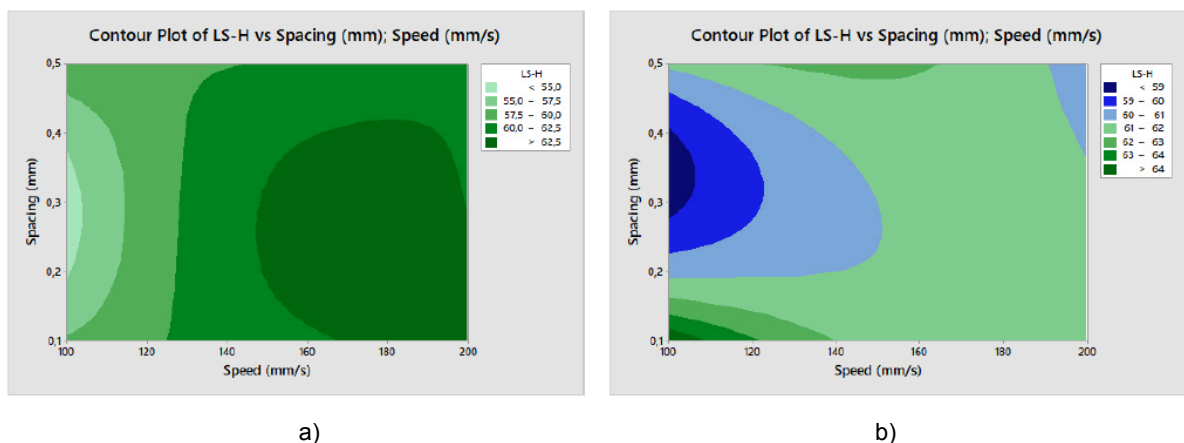 Contour Plot of LS-H vs Spacing (mm); Speed (mm/s)
LS-H
< 55,0
55,0 – 57,5
57,5 – 60,0
60,0 – 62,5
> 62,5
0,5
0,4
0,3
0,2
0,1
Spacing (mm)
100 120 140 160 180 200
Speed (mm/s)
a)
Contour Plot of LS-H vs Spacing (mm); Speed (mm/s)
LS-H
< 59
59 – 60
60 – 61
61 – 62
62 – 63
63 – 64
> 64
0,5
0,4
0,3
0,2
0,1
Spacing (mm)
100 120 140 160 180 200
Speed (mm/s)
b)